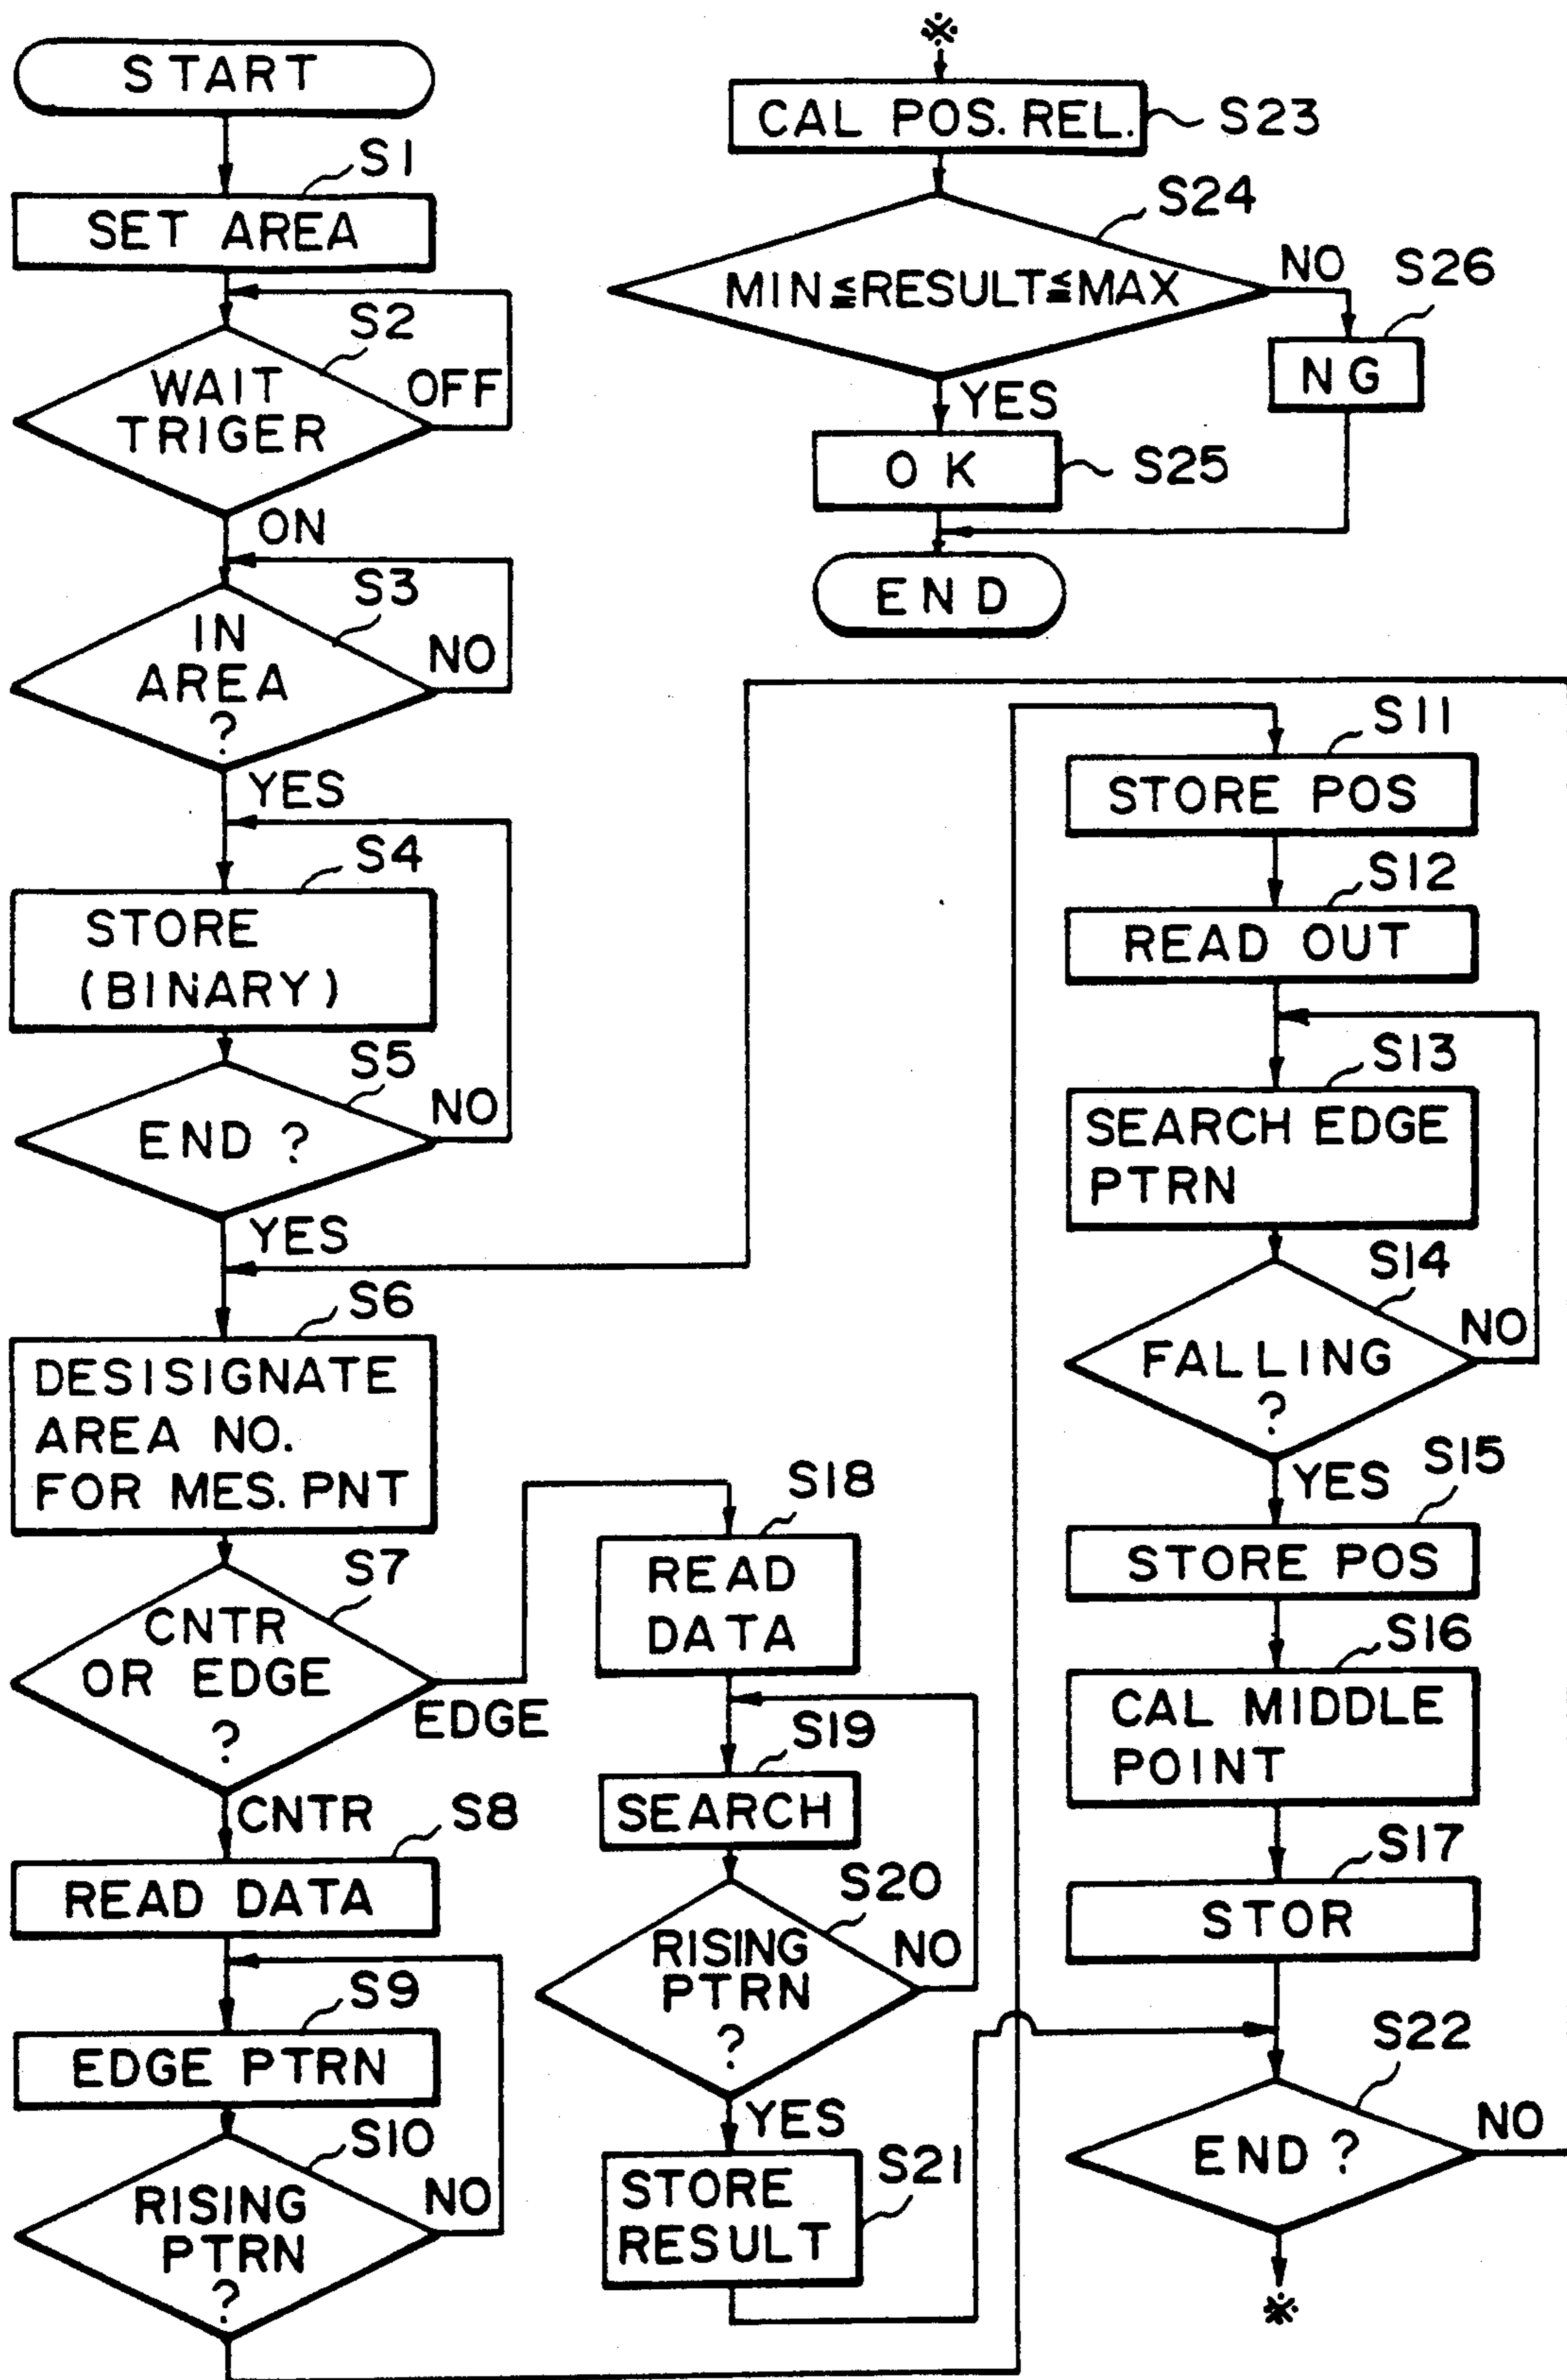 START
S1
SET AREA
S2
WAIT
TRIGER
OFF
ON
S3
IN
AREA
?
NO
YES
S4
STORE
(BINARY)
S5
END ?
NO
YES
S6
DESISIGNATE
AREA NO.
FOR MES. PNT
S7
CNTR
OR EDGE
?
EDGE
CNTR
S8
READ DATA
S9
EDGE PTRN
S10
RISING
PTRN
?
NO
S18
READ
DATA
S19
SEARCH
S20
RISING
PTRN
?
NO
YES
S21
STORE
RESULT
S11
STORE POS
S12
READ OUT
S13
SEARCH EDGE
PTRN
S14
FALLING
?
NO
YES
S15
STORE POS
S16
CAL MIDDLE
POINT
S17
STOR
S22
END ?
NO
※
※
CAL POS. REL.
S23
S24
MIN≦RESULT≦MAX
NO
S26
NG
YES
OK
S25
END